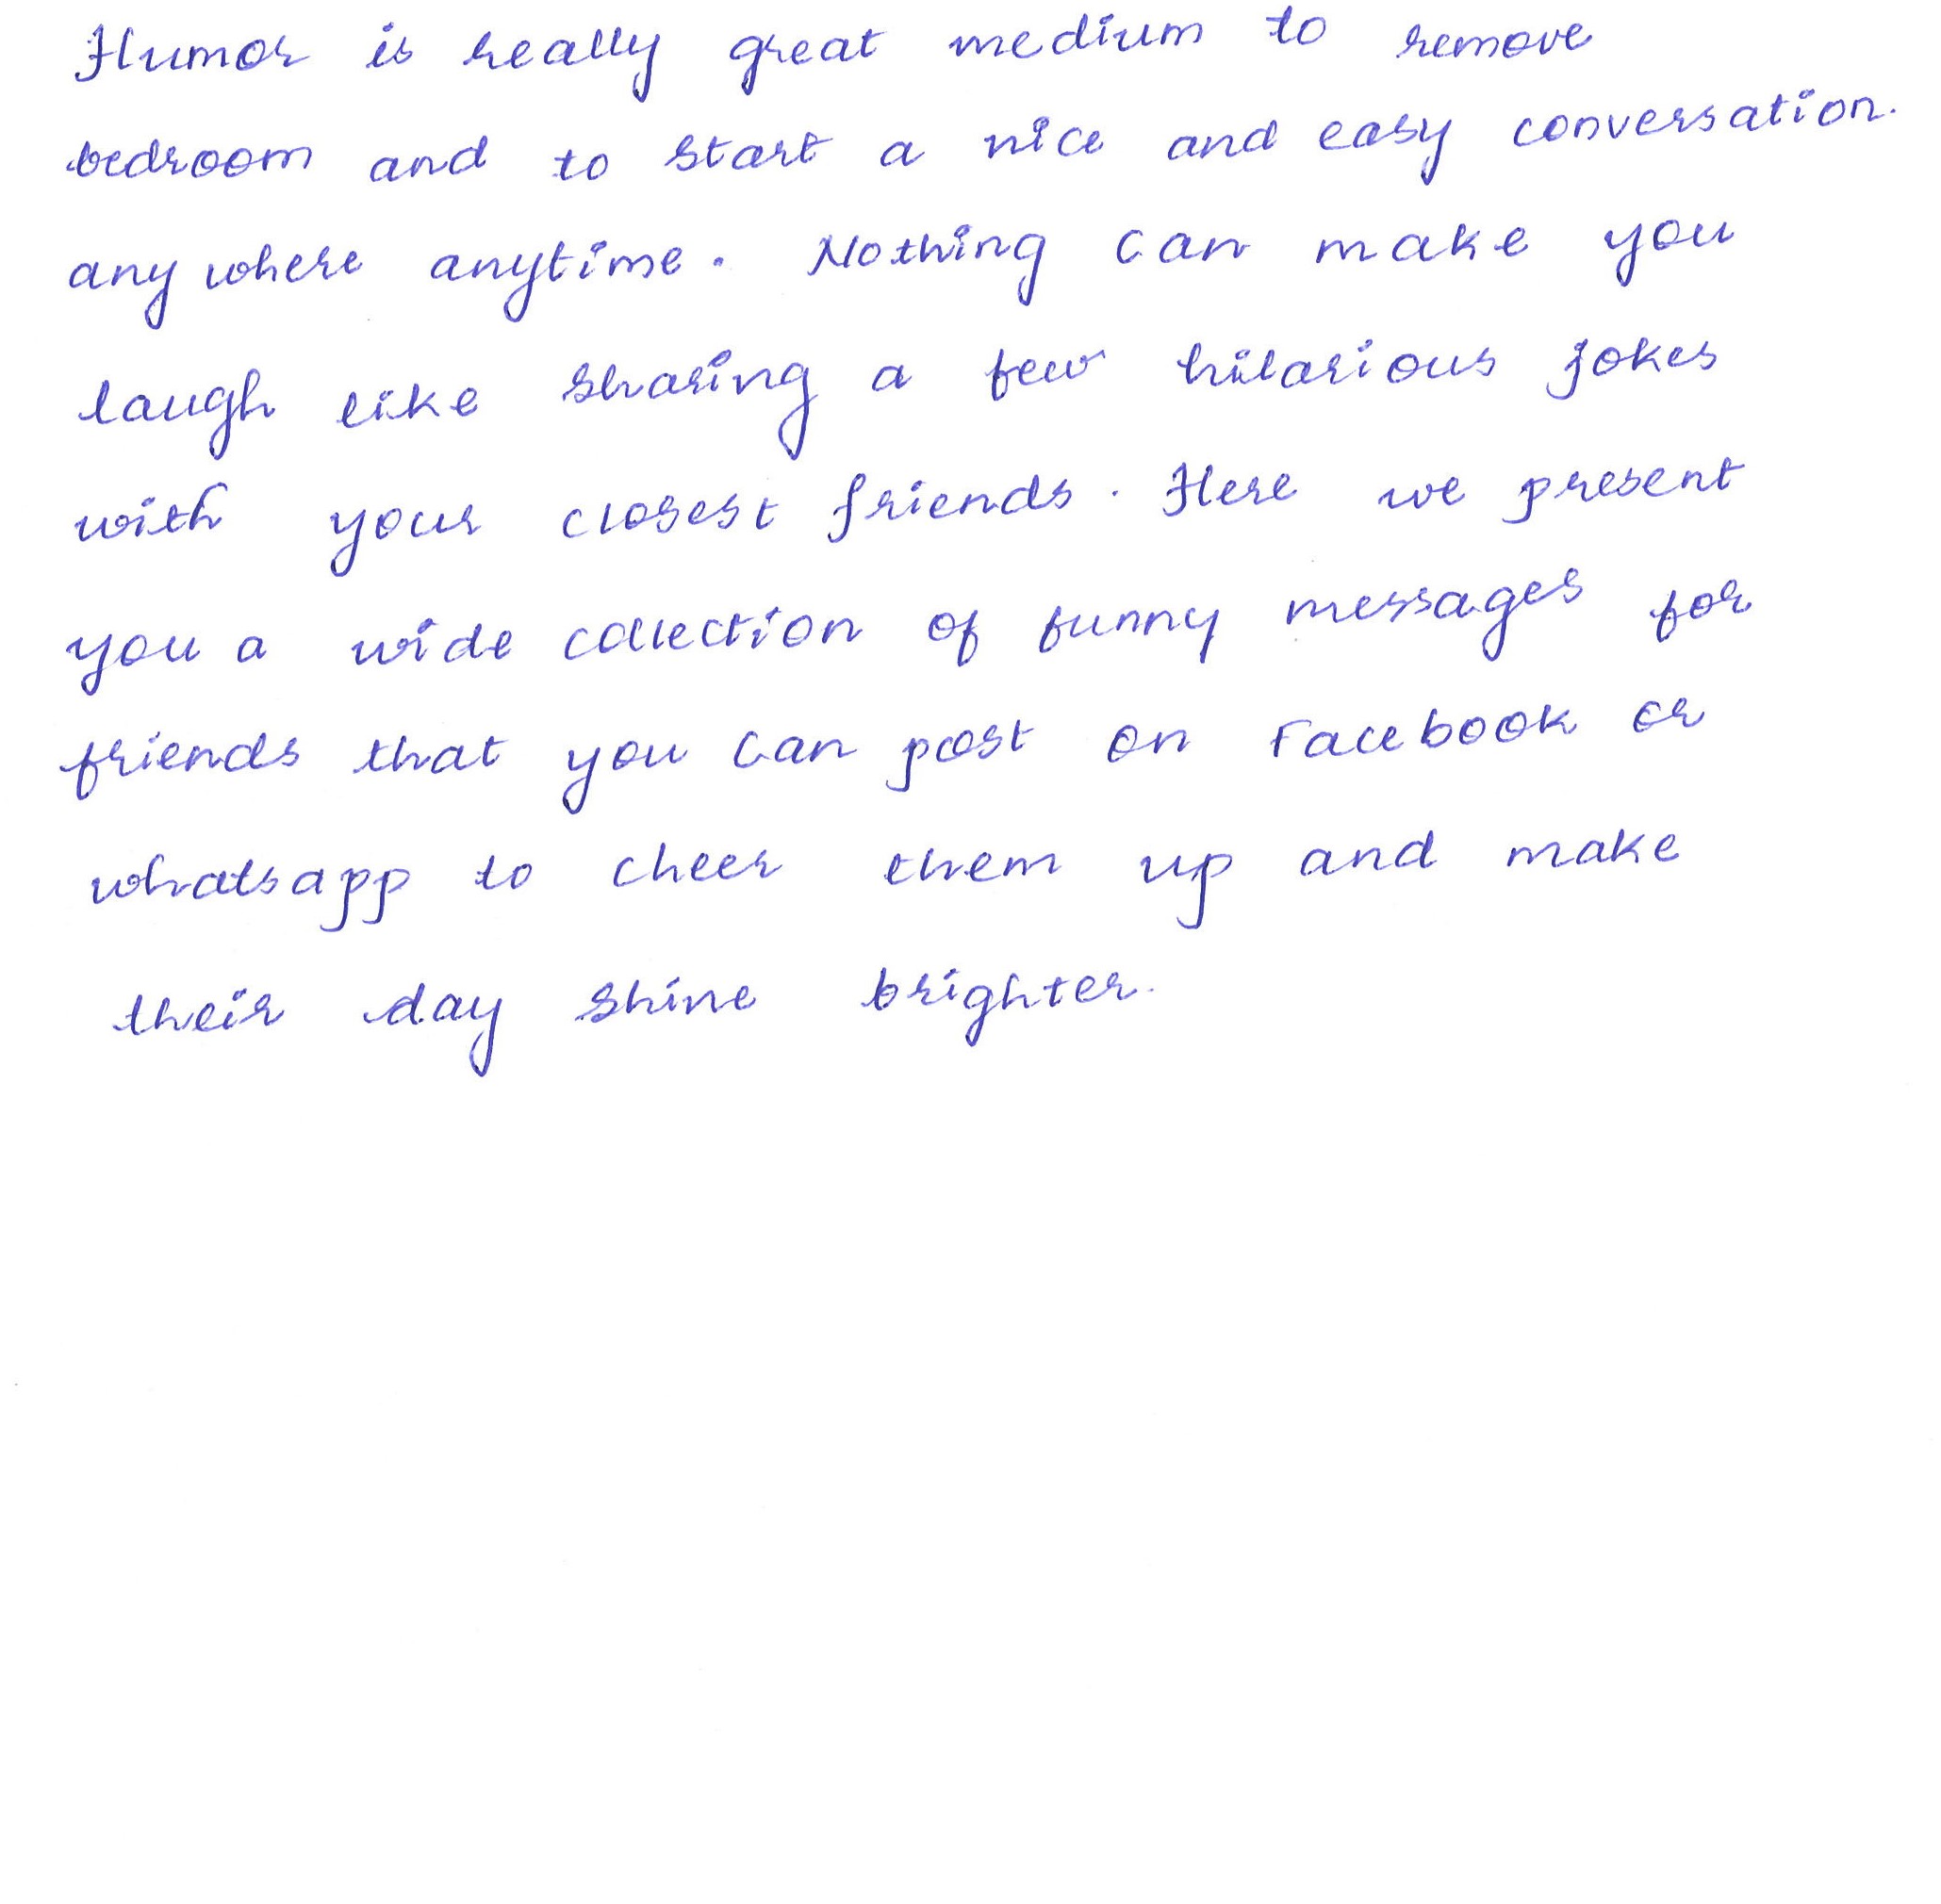 Humor is really great medium to remove
bedroom and to start a nice and easy conversation.
any where anytime. Nothing can make you
laugh like sharing a few hilarious jokes
with your closest friends. Here we present
you a wide collection of funny messages for
friends that you can post on Facebook or
whatsapp to cheer them up and make
their day shine brighter.